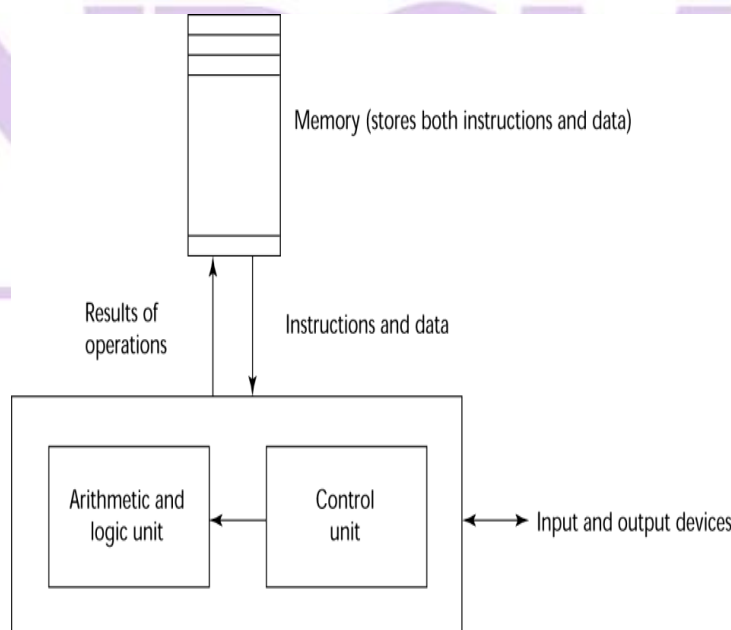 Memory (stores both instructions and data)
Results of
operations
Instructions and data
Arithmetic and
logic unit
Control
unit
Input and output devices